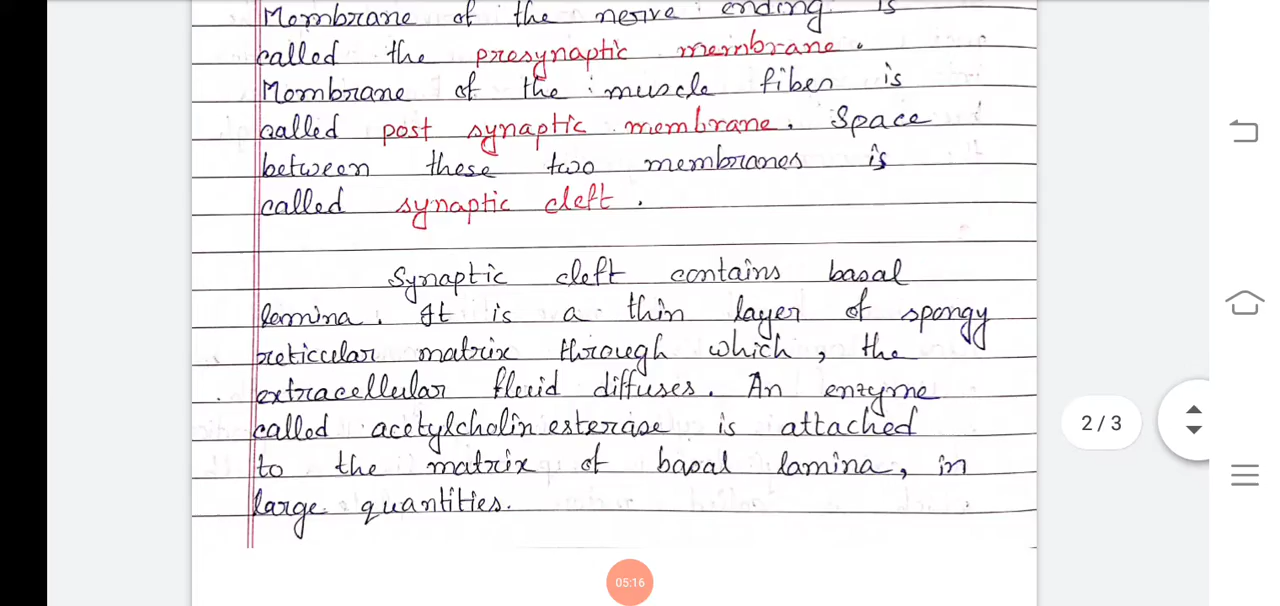 Membrane of the nerve ending is
called the presynaptic membrane.
Membrane of the muscle fiber is
called post synaptic membrane. Space
between these two membranes is
called synaptic cleft.
Synaptic cleft contains basal
lamina. It is a thin layer of spongy
reticular matrix through which, the
extracellular fluid diffuses. An enzyme
called acetylcholinesterase is attached
to the matrix of basal lamina, in
large quantities.
2 / 3
05:16